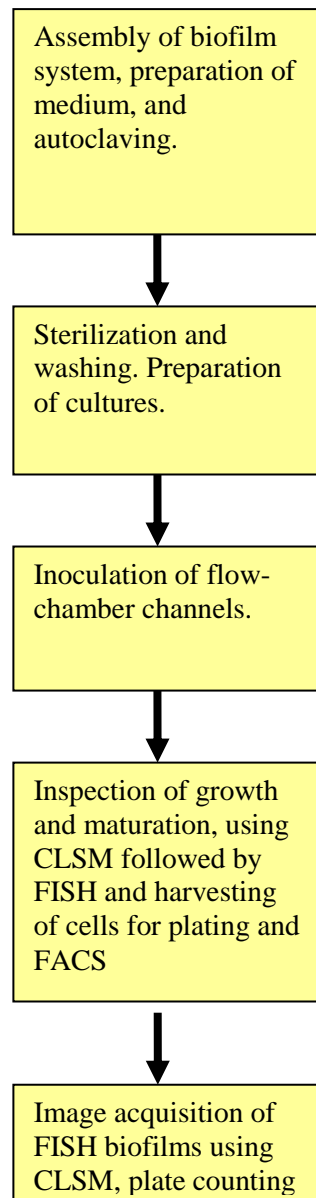 Assembly of biofilm
system, preparation of
medium, and
autoclaving.
Sterilization and
washing. Preparation
of cultures.
Inoculation of flow-
chamber channels.
Inspection of growth
and maturation, using
CLSM followed by
FISH and harvesting
of cells for plating and
FACS
Image acquisition of
FISH biofilms using
CLSM, plate counting